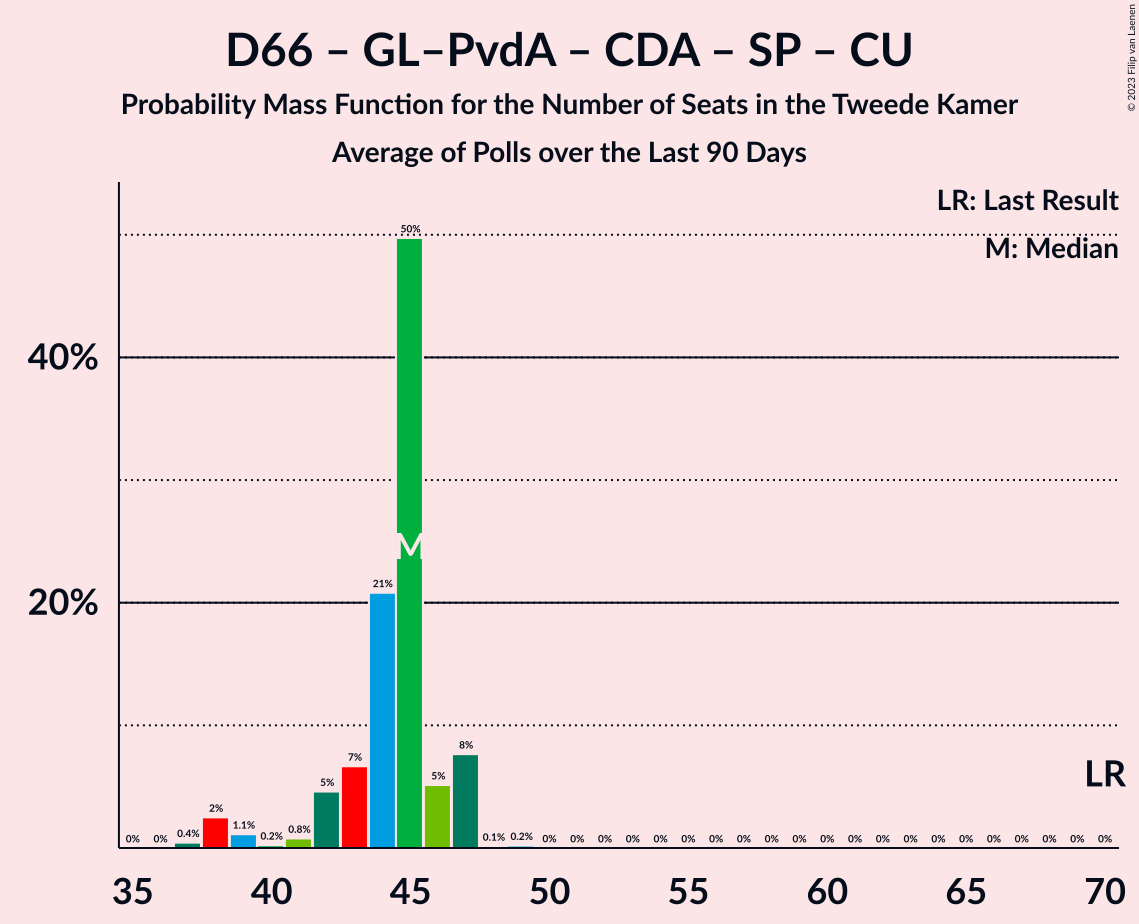 D66 – GL–PvdA – CDA – SP – CU
Probability Mass Function for the Number of Seats in the Tweede Kamer
Average of Polls over the Last 90 Days
© 2023 Filip van Laenen
LR: Last Result
M: Median
40%
20%
0% 0% 0.4% 2% 1.1% 0.2% 0.8% 5% 7% 21% 50% 5% 8% 0.1% 0.2% 0% 0% 0% 0% 0% 0% 0% 0% 0% 0% 0% 0% 0% 0% 0% 0% 0% 0% 0% 0% 0%
M
LR
35 40 45 50 55 60 65 70